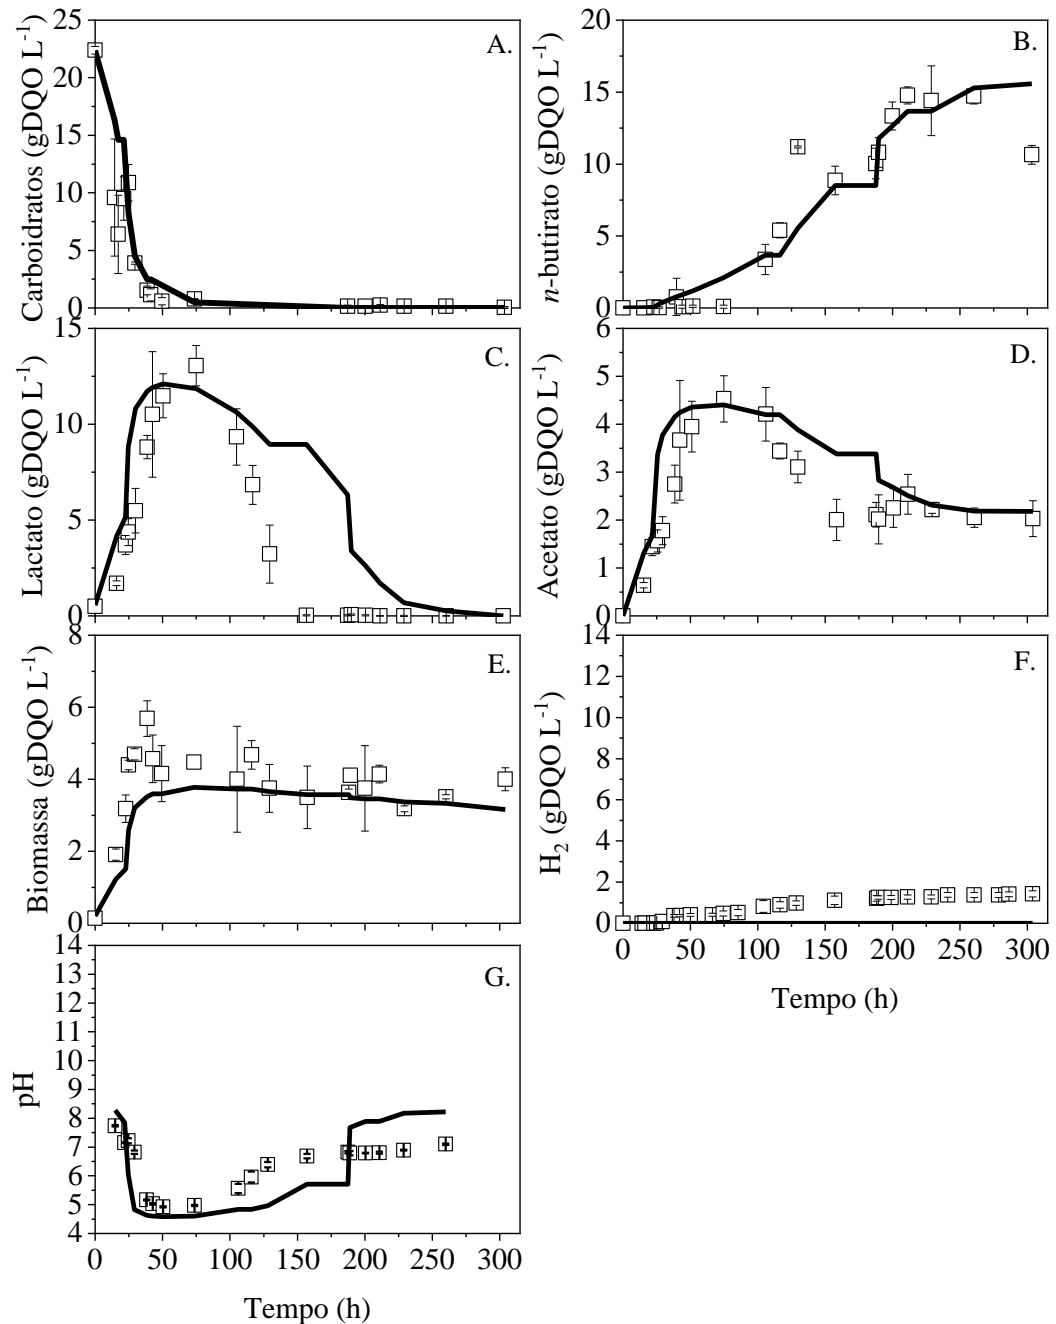 A.
Carboidratos (gDQO L-1)
25
20
15
10
5
0
B.
n-butirato (gDQO L-1)
20
15
10
5
0
C.
Lactato (gDQO L-1)
15
10
5
0
D.
Acetato (gDQO L-1)
6
5
4
3
2
1
0
E.
Biomassa (gDQO L-1)
8
6
4
2
0
F.
H2 (gDQO L-1)
14
12
10
8
6
4
2
0
0 50 100 150 200 250 300
Tempo (h)
G.
pH
14
13
12
11
10
9
8
7
6
5
4
0 50 100 150 200 250 300
Tempo (h)